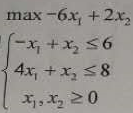 max −6x₁ + 2x₂
−x₁ + x₂ ≤ 6
4x₁ + x₂ ≤ 8
x₁, x₂ ≥ 0